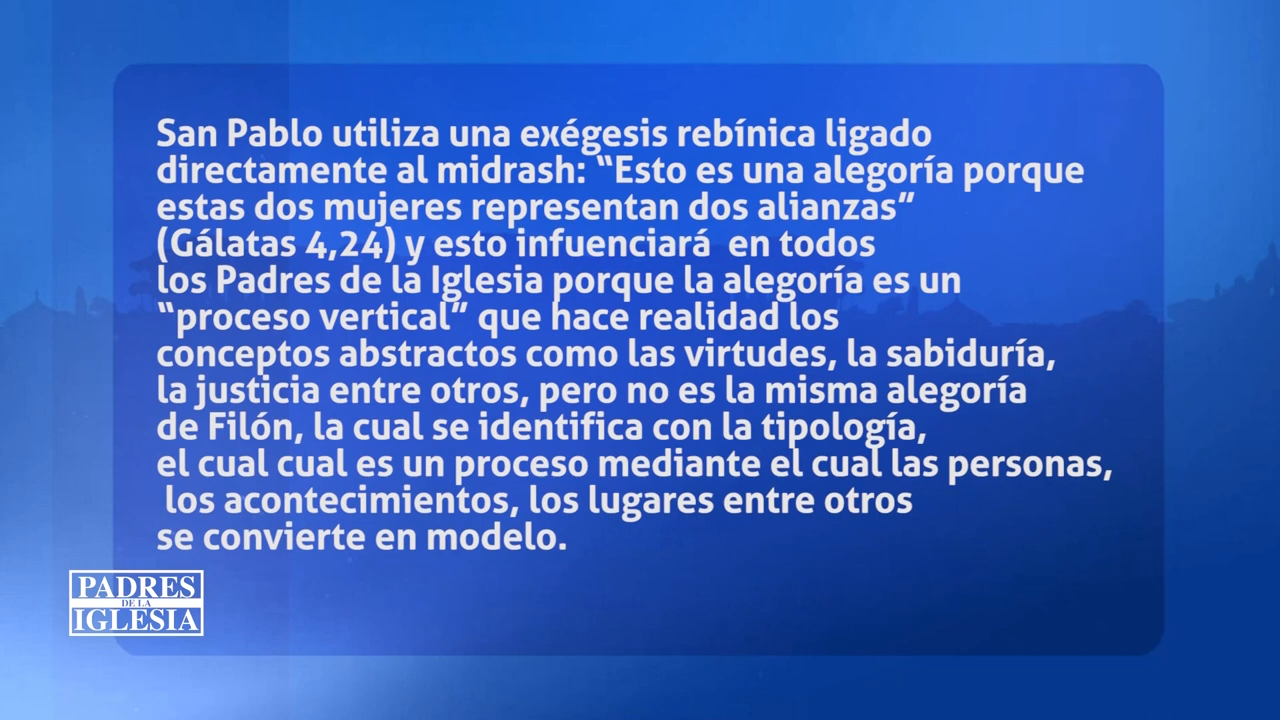 San Pablo utiliza una exégesis rebínica ligado
directamente al midrash: “Esto es una alegoría porque
estas dos mujeres representan dos alianzas”
(Gálatas 4,24) y esto infuenciará  en todos
los Padres de la Iglesia porque la alegoría es un
“proceso vertical” que hace realidad los
conceptos abstractos como las virtudes, la sabiduría,
la justicia entre otros, pero no es la misma alegoría
de Filón, la cual se identifica con la tipología,
el cual cual es un proceso mediante el cual las personas,
los acontecimientos, los lugares entre otros
se convierte en modelo.
PADRES
DE LA
IGLESIA